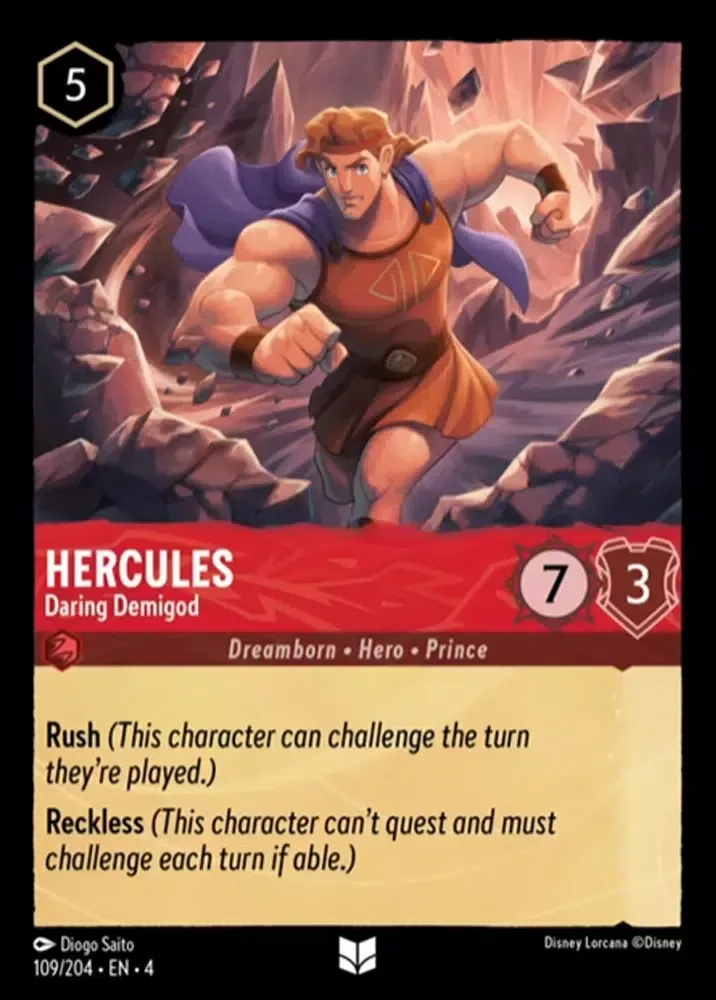 5
HERCULES
Daring Demigod
7
3
Dreamborn • Hero • Prince
Rush (This character can challenge the turn
they're played.)
Reckless (This character can't quest and must
challenge each turn if able.)
Diogo Saito
Disney Lorcana ©Disney
109/204 • EN • 4